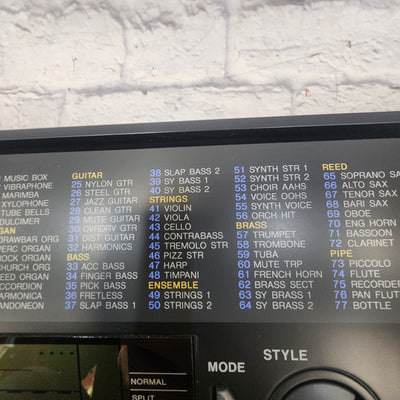 MUSIC BOX
VIBRAPHONE
MARIMBA
XYLOPHONE
TUBE BELLS
DULCIMER
PERC ORGAN
ROCK ORGAN
CHURCH ORG
REED ORGAN
GUITAR
25 NYLON GTR
26 STEEL GTR
27 JAZZ GUITAR
28 CLEAN GTR
29 MUTE GUITAR
30 OVRDRV GTR
31 DIST GUITAR
32 HARMONICS
BASS
33 ACC BASS
34 FINGER BASS
35 PICK BASS
36 FRETLESS
37 SLAP BASS 1
38 SLAP BASS 2
39 SY BASS 1
40 SY BASS 2
STRINGS
41 VIOLIN
42 VIOLA
43 CELLO
44 CONTRABASS
45 TREMOLO STR
46 PIZZ STR
47 HARP
48 TIMPANI
ENSEMBLE
49 STRINGS 1
50 STRINGS 2
51 SYNTH STR 1
52 SYNTH STR 2
53 CHOIR AAHS
54 VOICE OOHS
55 SYNTH VOICE
56 ORCH HIT
BRASS
57 TRUMPET
58 TROMBONE
59 TUBA
60 MUTE TRP
61 FRENCH HORN
62 BRASS SECT
63 SY BRASS 1
64 SY BRASS 2
REED
65 SOPRANO
66 ALTO SAX
67 TENOR SAX
68 BARI SAX
69 OBOE
70 ENG HORN
71 BASSOON
72 CLARINET
PIPE
73 PICCOLO
74 FLUTE
75 RECORDER
76 PAN FLUTE
77 BOTTLE
MODE STYLE
NORMAL
SPLIT